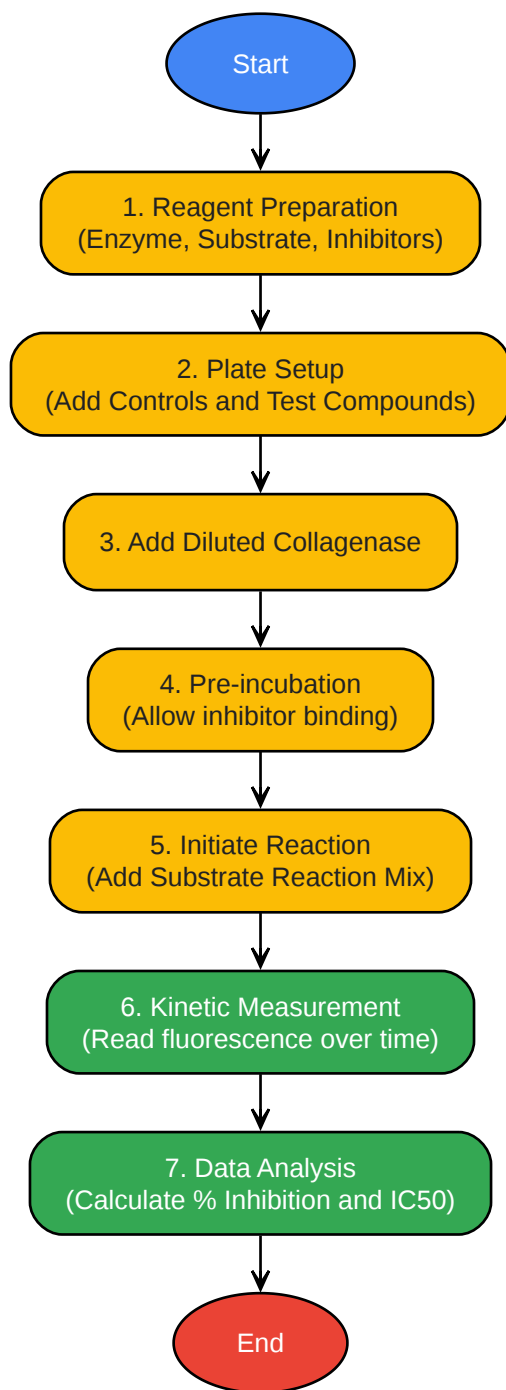 Start
1. Reagent Preparation
(Enzyme, Substrate, Inhibitors)
2. Plate Setup
(Add Controls and Test Compounds)
3. Add Diluted Collagenase
4. Pre-incubation
(Allow inhibitor binding)
5. Initiate Reaction
(Add Substrate Reaction Mix)
6. Kinetic Measurement
(Read fluorescence over time)
7. Data Analysis
(Calculate % Inhibition and IC50)
End